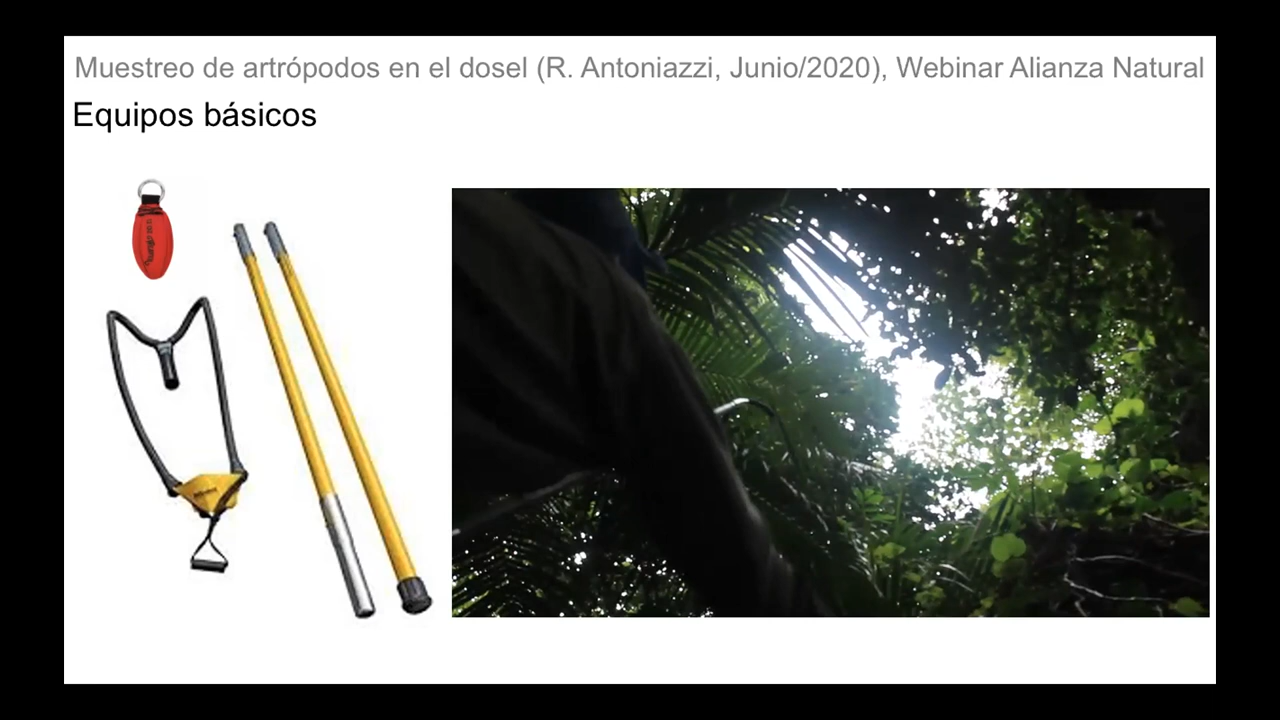 Muestreo de artrópodos en el dosel (R. Antoniazzi, Junio/2020), Webinar Alianza Natural
Equipos básicos